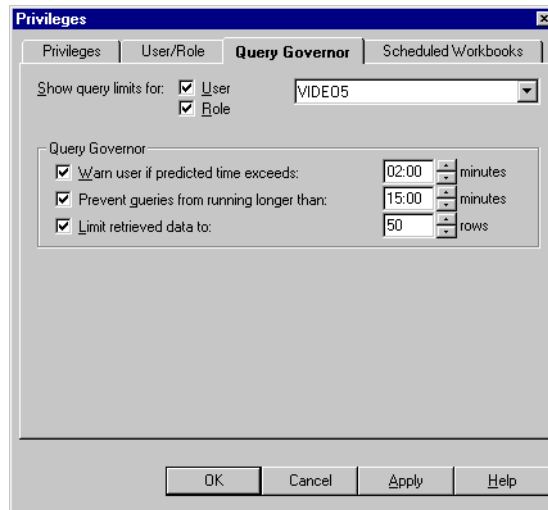 Privileges
Privileges User/Role Query Governor Scheduled Workbooks
Show query limits for: User VIDEO5
Role
Query Governor
Warn user if predicted time exceeds: 02:00 minutes
Prevent queries from running longer than: 15:00 minutes
Limit retrieved data to: 50 rows
OK Cancel Apply Help